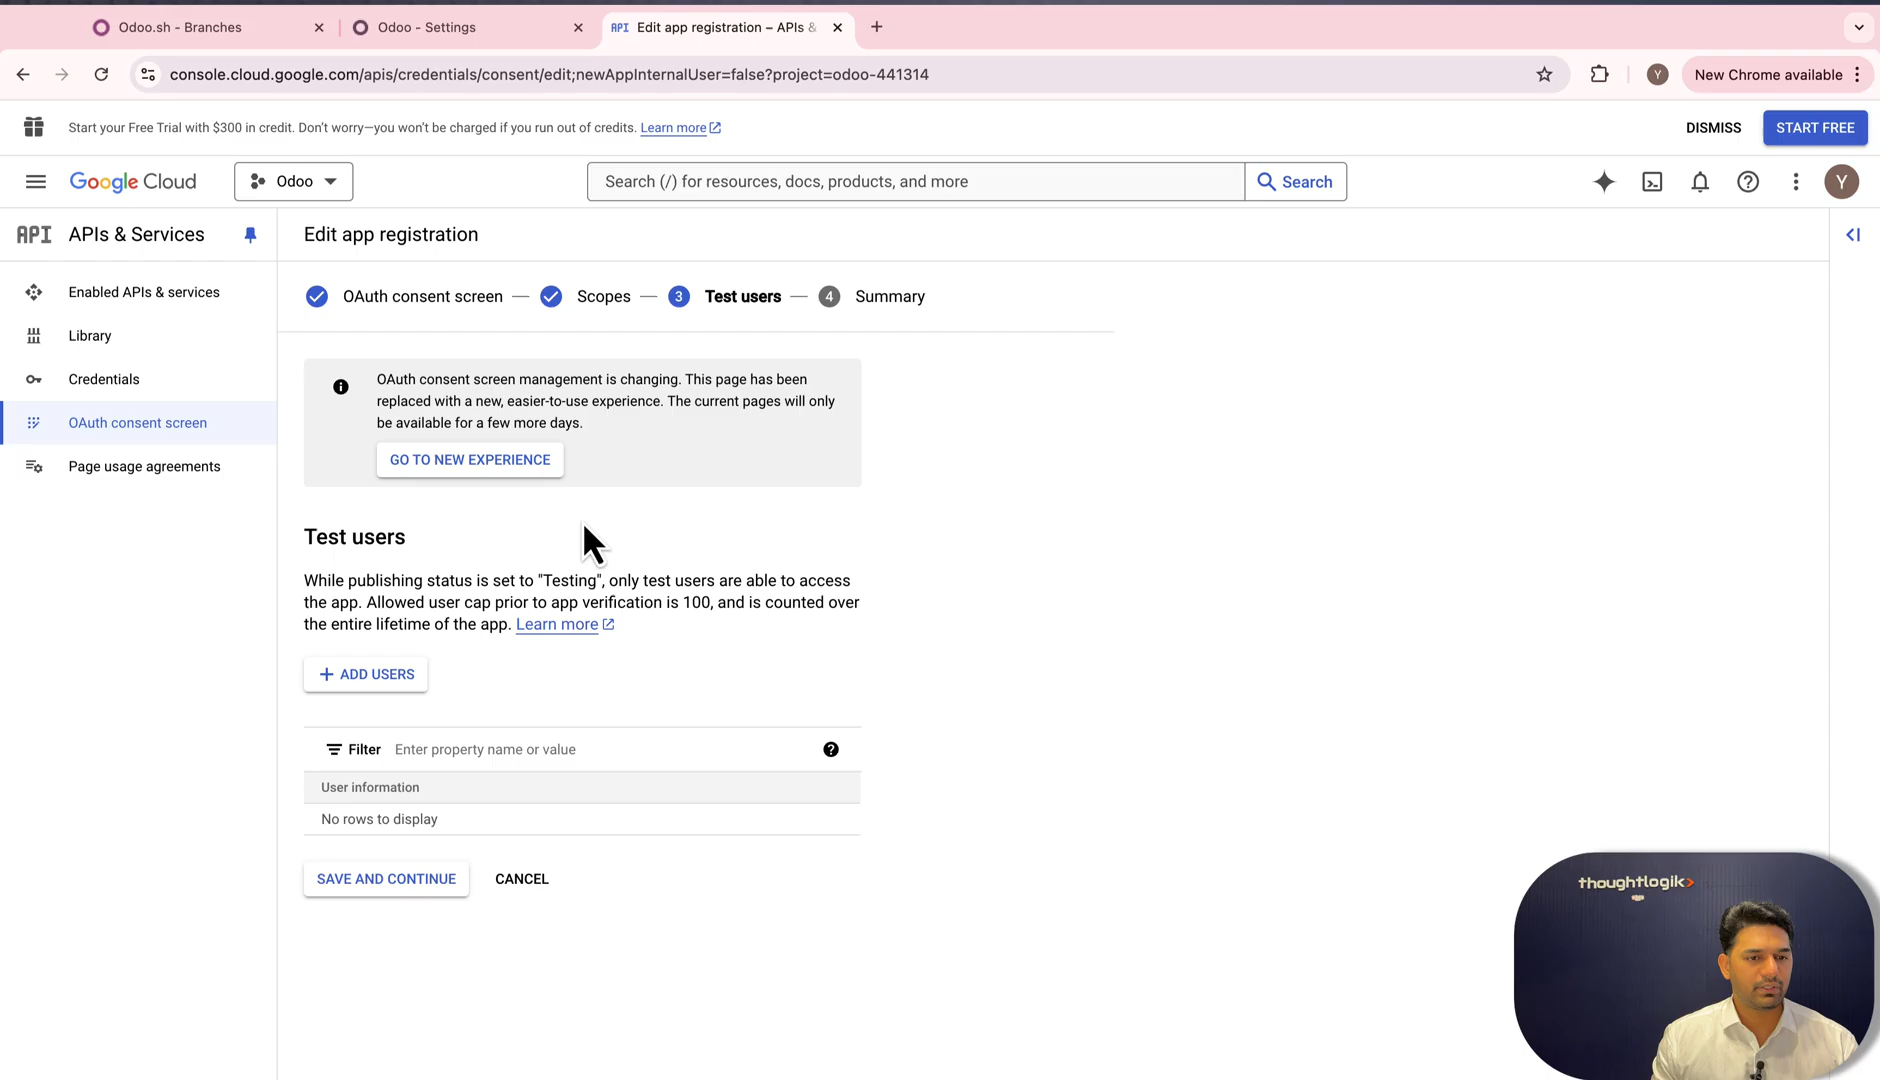 Odoo.sh - Branches
Odoo - Settings
API Edit app registration – APIs &
console.cloud.google.com/apis/credentials/consent/edit;newAppInternalUser=false?project=odoo-441314
Y
New Chrome available
Start your Free Trial with $300 in credit. Don't worry—you won't be charged if you run out of credits. Learn more
DISMISS
START FREE
Google Cloud
Odoo
Search (/) for resources, docs, products, and more
Search
Y
API APIs & Services
Edit app registration
Enabled APIs & services
Library
Credentials
OAuth consent screen
Page usage agreements
OAuth consent screen — Scopes — 3 Test users — 4 Summary
OAuth consent screen management is changing. This page has been
replaced with a new, easier-to-use experience. The current pages will only
be available for a few more days.
GO TO NEW EXPERIENCE
Test users
While publishing status is set to "Testing", only test users are able to access
the app. Allowed user cap prior to app verification is 100, and is counted over
the entire lifetime of the app. Learn more
+ ADD USERS
Filter Enter property name or value
User information
No rows to display
SAVE AND CONTINUE
CANCEL
thoughtlogik>